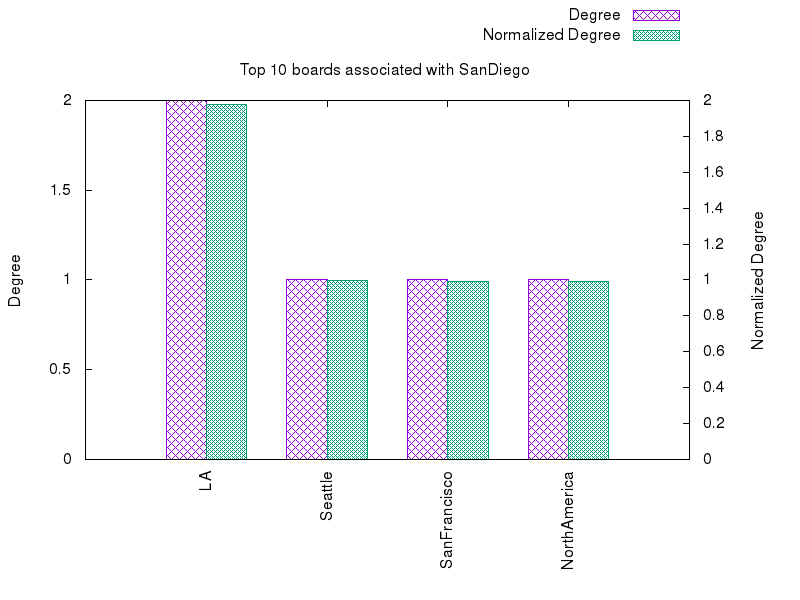 Degree
Normalized Degree
Top 10 boards associated with SanDiego
2
1.5
1
0.5
0
2
1.8
1.6
1.4
1.2
1
0.8
0.6
0.4
0.2
0
Degree
Normalized Degree
LA
Seattle
SanFrancisco
NorthAmerica